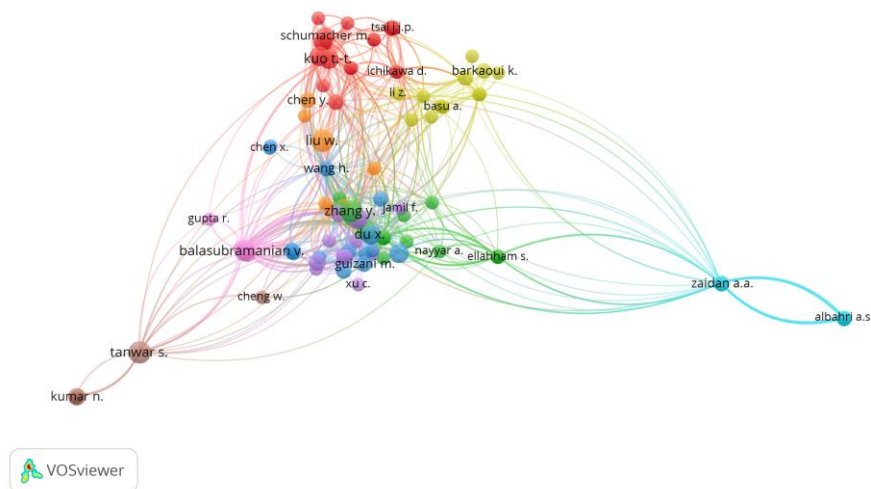 tsai j.j.p.
schumacher m.
kuo t.-t.
ichikawa d.
barkaoui k.
li z.
chen y.
basu a.
liu w.
chen x.
wang h.
zhang y.
jamil f.
gupta r.
du x.
balasubramanian v.
nayyar a.
ellahham s.
guizani m.
xu c.
zaidan a.a.
cheng w.
albahri a.s
tanwar s.
kumar n.
VOSviewer